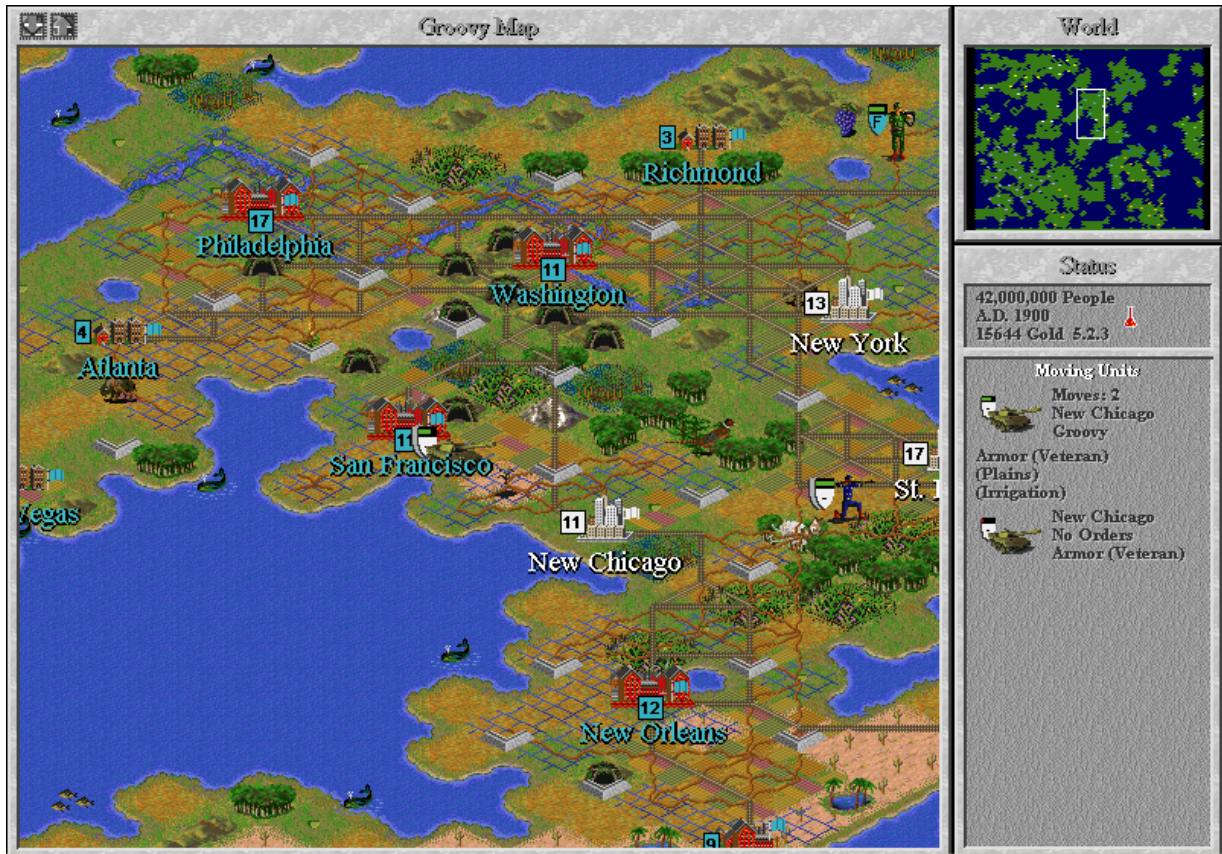 Groovy Map
World
3
Richmond
F
17
Philadelphia
11
Washington
13
New York
4
Atlanta
11
San Francisco
17
St.
Vegas
11
New Chicago
12
New Orleans
9
Status
42,000,000 People
A.D. 1900
15644 Gold 5.2.3
Moving Units
Moves: 2
New Chicago
Groovy
Armor (Veteran)
(Plains)
(Irrigation)
New Chicago
No Orders
Armor (Veteran)